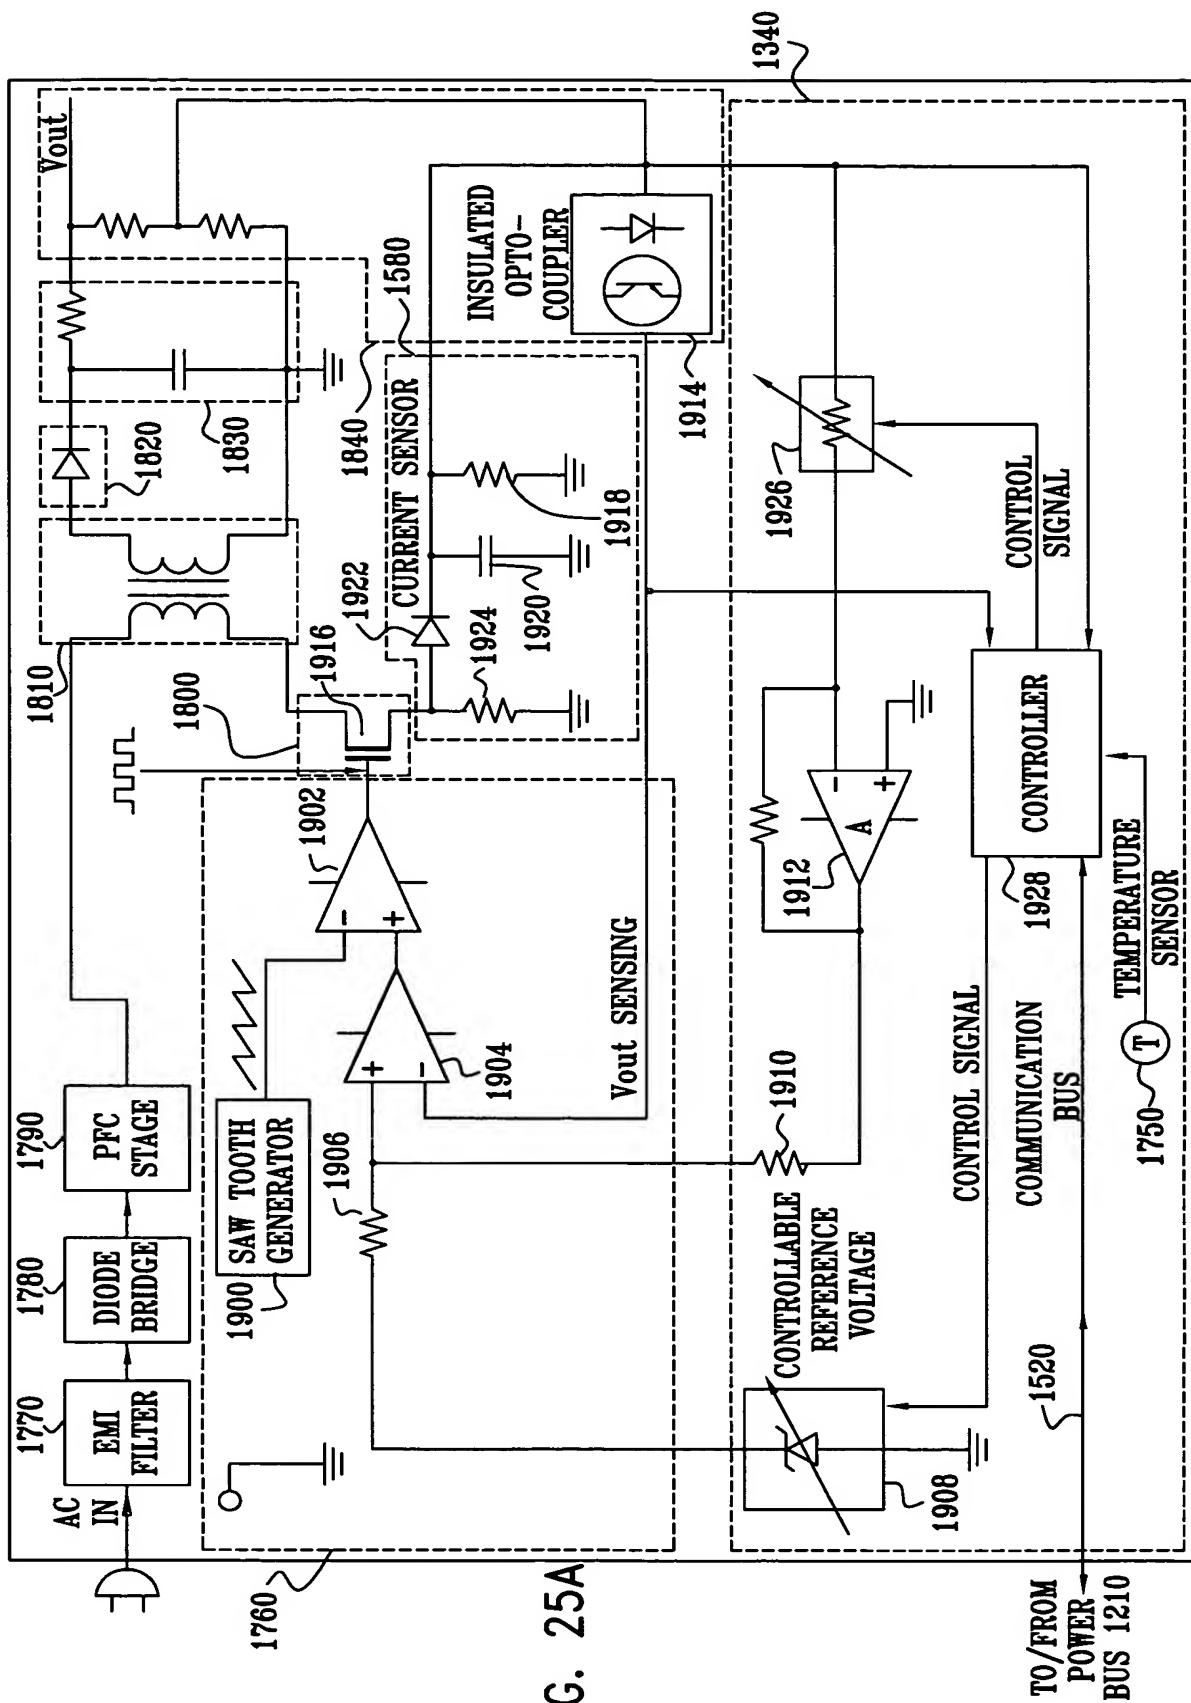 AC
IN
1770
EMI
FILTER
1780
DIODE
BRIDGE
1790
PFC
STAGE
1810
1820
1830
Vout
1760
1900
SAW TOOTH
GENERATOR
1906
1904
+
-
1902
-
+
1800
1916
1922
1924
CURRENT SENSOR
1920
1918
1840
1580
INSULATED
OPTO-
COUPLER
1914
Vout SENSING
1340
1908
CONTROLLABLE
REFERENCE
VOLTAGE
1910
1912
A
-
+
1926
CONTROL
SIGNAL
CONTROL SIGNAL
CONTROLLER
1928
COMMUNICATION
BUS
1520
T
1750
TEMPERATURE
SENSOR
TO/FROM
POWER
BUS 1210
G. 25A